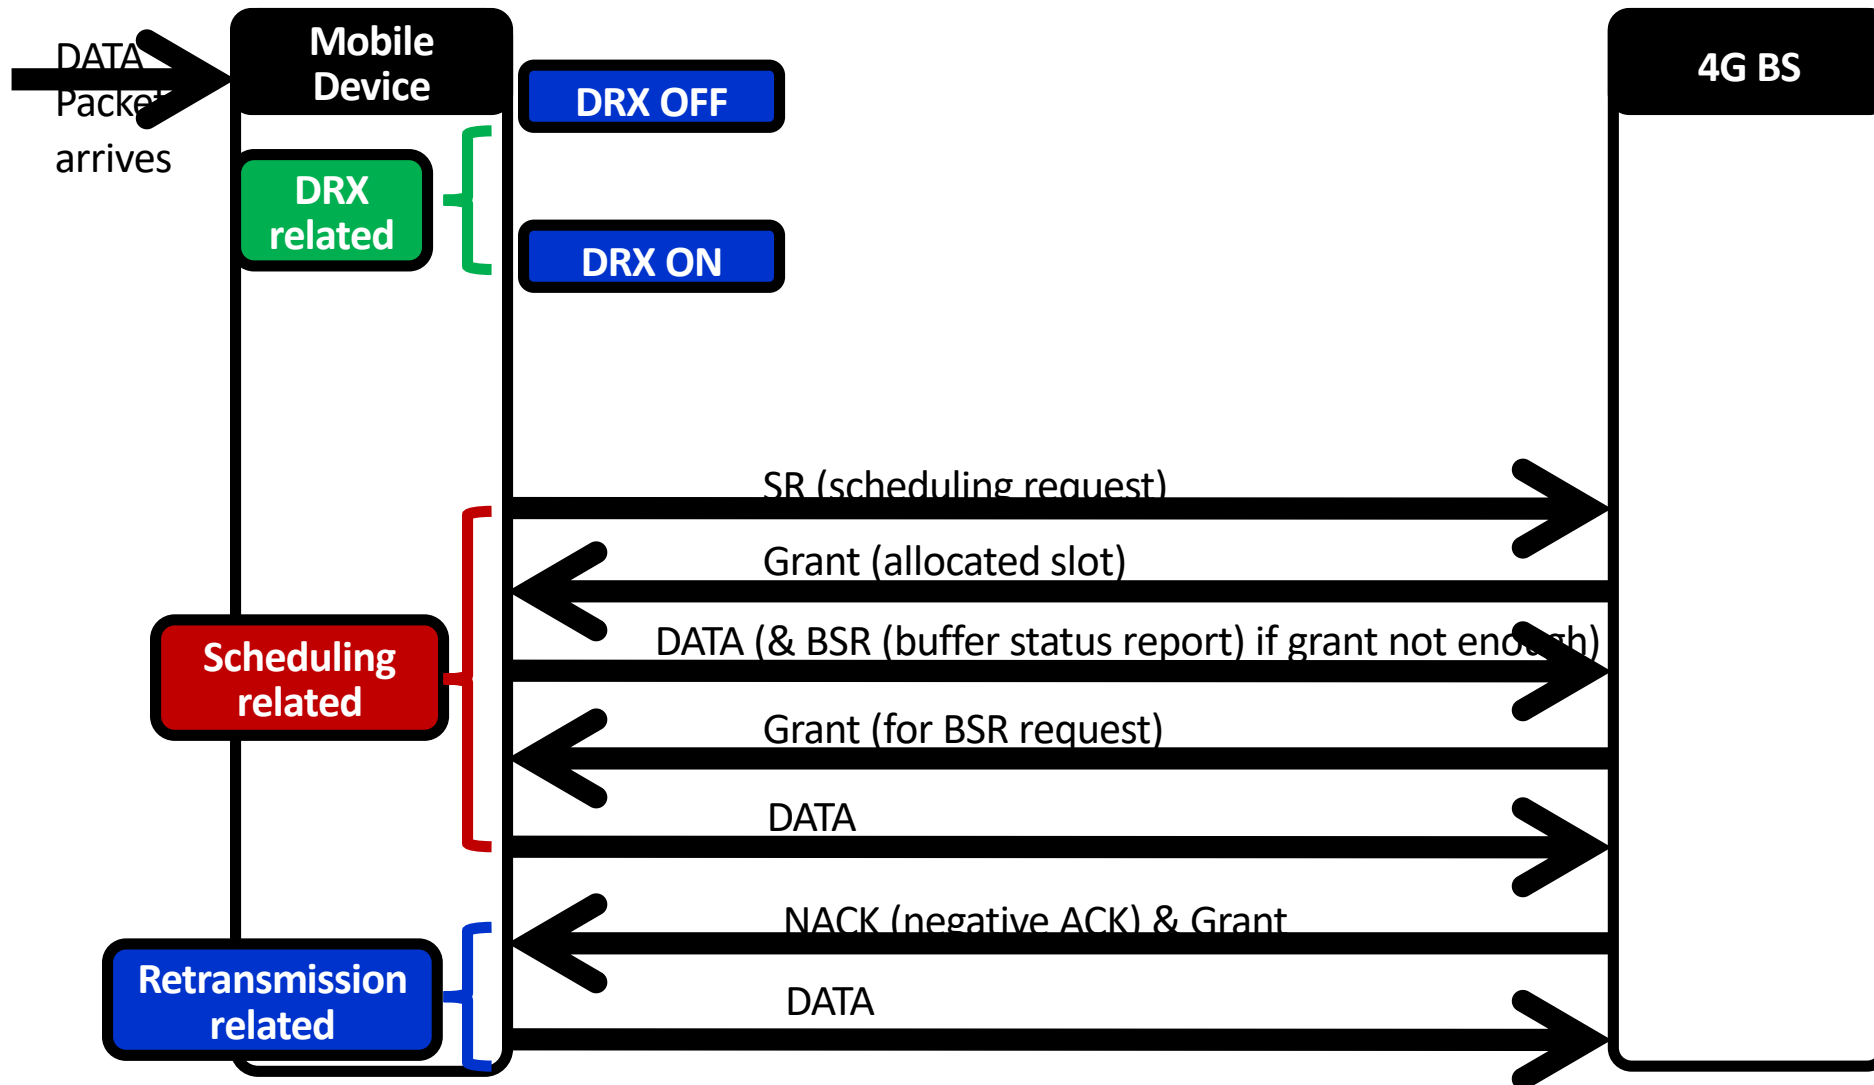 DATA
Packet
arrives
Mobile
Device
4G BS
DRX OFF
DRX
related
DRX ON
SR (scheduling request)
Grant (allocated slot)
DATA (& BSR (buffer status report) if grant not enough)
Scheduling
related
Grant (for BSR request)
DATA
NACK (negative ACK) & Grant
Retransmission
related
DATA